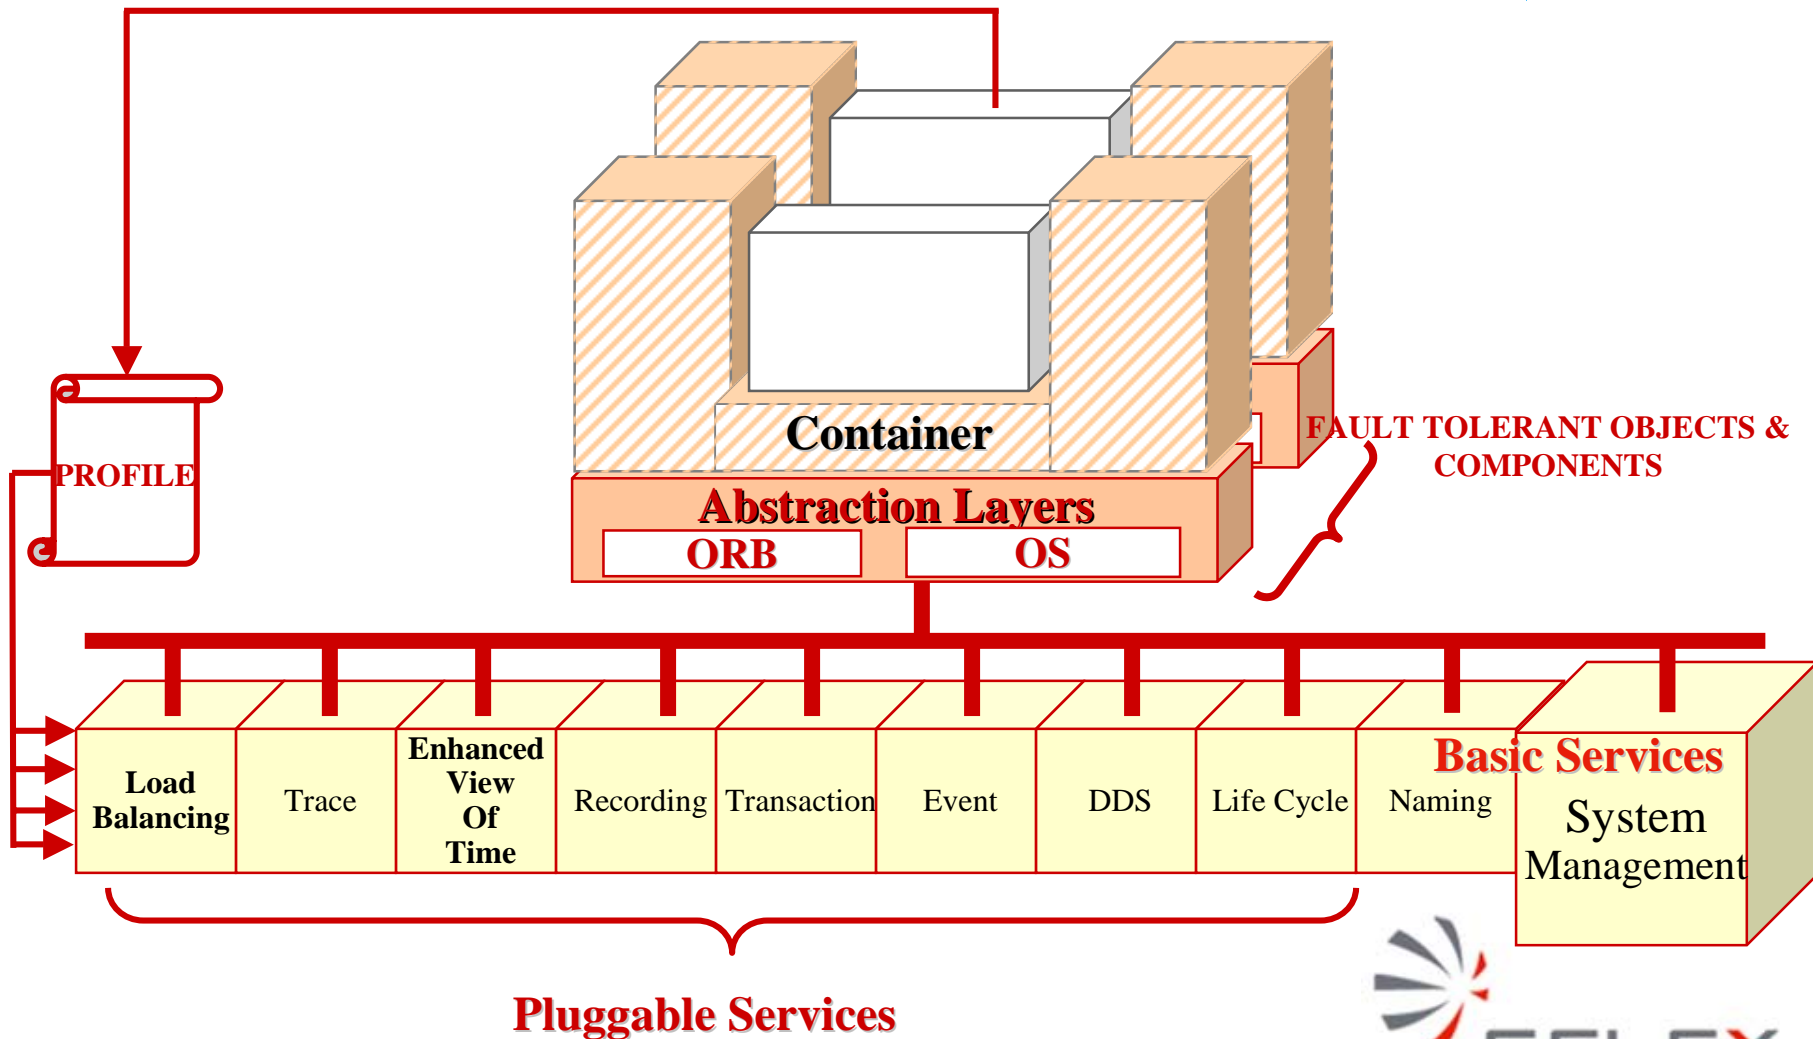 Container
FAULT TOLERANT OBJECTS &
COMPONENTS
PROFILE
Abstraction Layers
ORB
OS
Basic Services
Load
Balancing
Trace
Enhanced
View
Of
Time
Recording
Transaction
Event
DDS
Life Cycle
Naming
System
Management
Pluggable Services